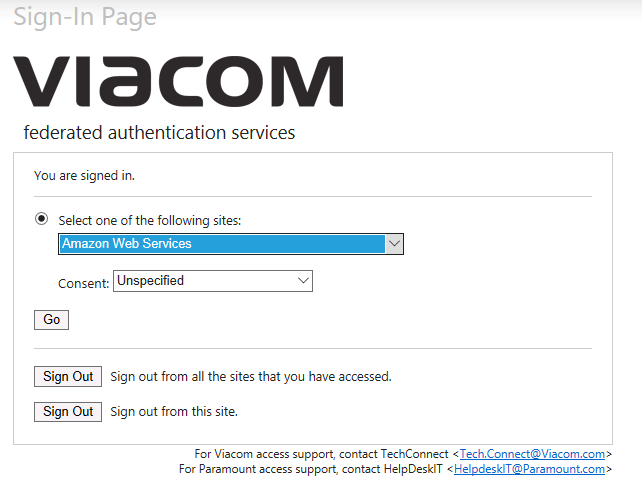 Sign-In Page
VIACOM
federated authentication services
You are signed in.
Select one of the following sites:
Amazon Web Services
Consent: Unspecified
Go
Sign Out Sign out from all the sites that you have accessed.
Sign Out Sign out from this site.
For Viacom access support, contact TechConnect <Tech.Connect@Viacom.com>
For Paramount access support, contact HelpDeskIT <HelpdeskIT@Paramount.com>